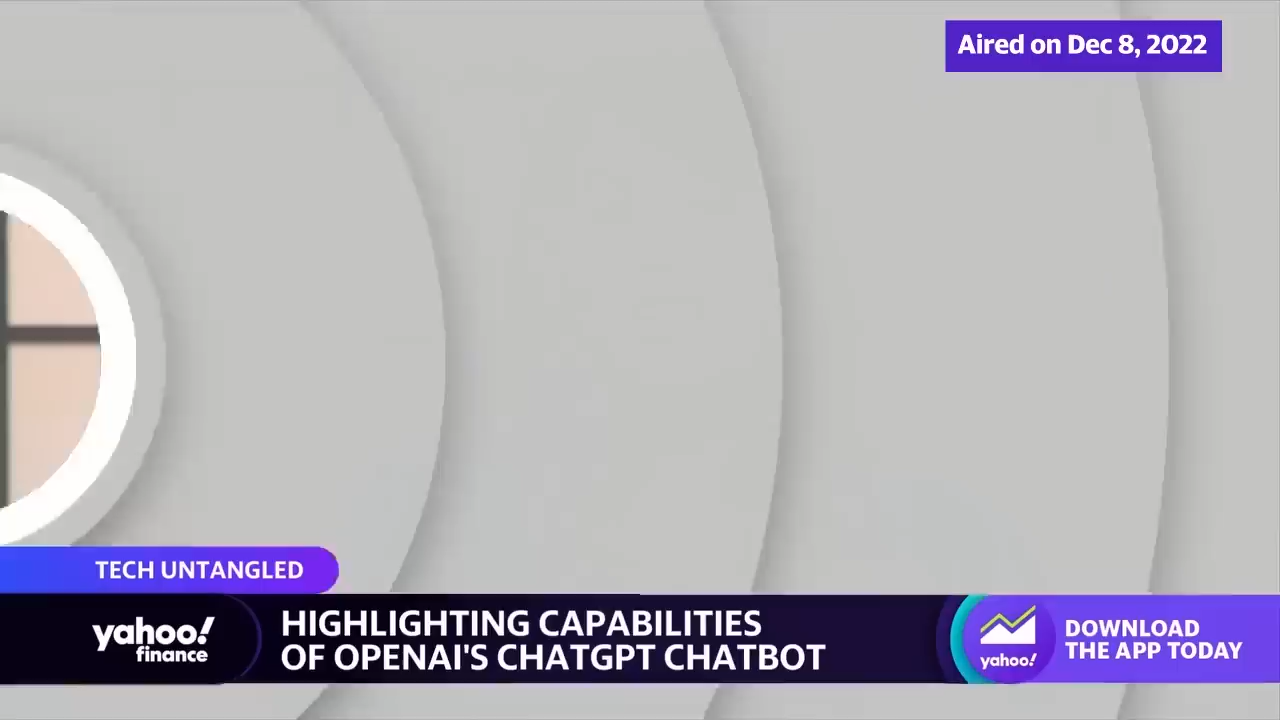 Aired on Dec 8, 2022
TECH UNTANGLED
yahoo!
finance
HIGHLIGHTING CAPABILITIES
OF OPENAI'S CHATGPT CHATBOT
yahoo!
DOWNLOAD
THE APP TODAY